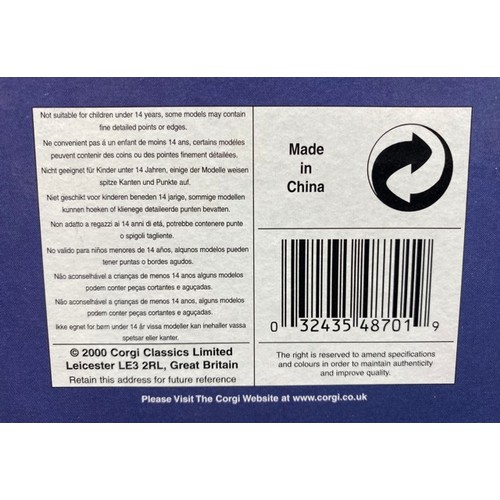 Not suitable for children under 14 years, some models may contain
fine detailed points or edges.
Ne convenient pas á un enfant de moins 14 ans, certains modéles
peuvent contenir des coins ou des pointes finement détaillées.
Nicht geeignet für Kinder unter 14 Jahren, einige der Modelle weisen
spitze Kanten und Punkte auf.
Niet geschikt voor kinderen beneden 14 jarige, sommige modellen
kunnen hoeken of klienege detaileerde punten bevatten.
Non adatto a regazzi ai 14 anni di etá, potrebbe contenere punte
o spigoli tagliente.
No valido para niños menores de 14 años, algunos modelos pueden
tener puntas o bordes agudos.
Não aconselhável a crianças de menos 14 anos alguns modelos
podem conter peças cortantes e aguçadas.
Não aconselhável a crianças de menos 14 anos, alguns modelos
podem conter peças cortantes e aguçadas.
Ikke egnet for børn under 14 år vissa modeller kan inehaller vassa
spetsar eller kanter.
© 2000 Corgi Classics Limited
Leicester LE3 2RL, Great Britain
Retain this address for future reference
Made
in
China
0 32435 48701 9
The right is reserved to amend specifications
and colours in order to maintain authenticity
and improve quality.
Please Visit The Corgi Website at www.corgi.co.uk